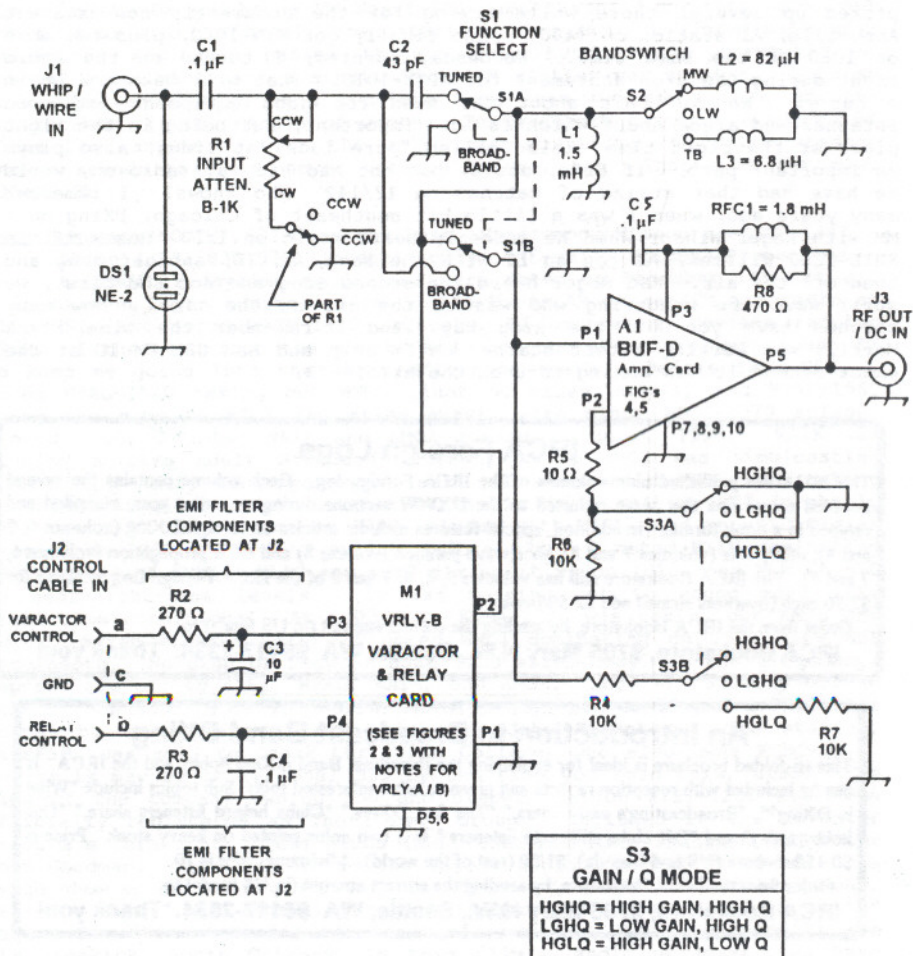 S1
FUNCTION
SELECT
C1
.1 µF
C2
43 pf
BANDSWITCH
L2 = 82 µH
J1
WHIP /
WIRE
IN
TUNED
S1A
S2
MW
LW
TB
CCW
R1
INPUT
ATTEN.
B.1K
CW
BROAD-
BAND
L1
1.5
mH
L3 = 6.8 µH
CCW
CCW
PART
OF R1
TUNED
S1B
BROAD-
BAND
C5
.1 µF
RFC1 = 1.8 mH
R8
470 Ω
J3
RF OUT
/ DC IN
DS1
NE-2
P1
A1
BUF-D
Amp. Card
FIG's
4,5
P3
P5
P2
P7,8,9,10
R5
10 Ω
HGHQ
LGHQ
HGLQ
S3A
R6
10K
EMI FILTER
COMPONENTS
LOCATED AT J2
J2
CONTROL
CABLE IN
R2
270 Ω
M1
VRLY-B
VARACTOR
& RELAY
CARD
(SEE FIGURES
2 & 3 WITH
NOTES FOR
VRLY-A / B)
P2
P3
VARACTOR
CONTROL
a
C3
10
µF
GND
C
RELAY
CONTROL
D
P4
R3
270 Ω
C4
.1 µF
P1
P5,6
S3B
HGHQ
LGHQ
HGLQ
R4
10K
R7
10K
EMI FILTER
COMPONENTS
LOCATED AT J2
S3
GAIN / Q MODE
HGHQ = HIGH GAIN, HIGH Q
LGHQ = LOW GAIN, HIGH Q
HGLQ = HIGH GAIN, LOW Q